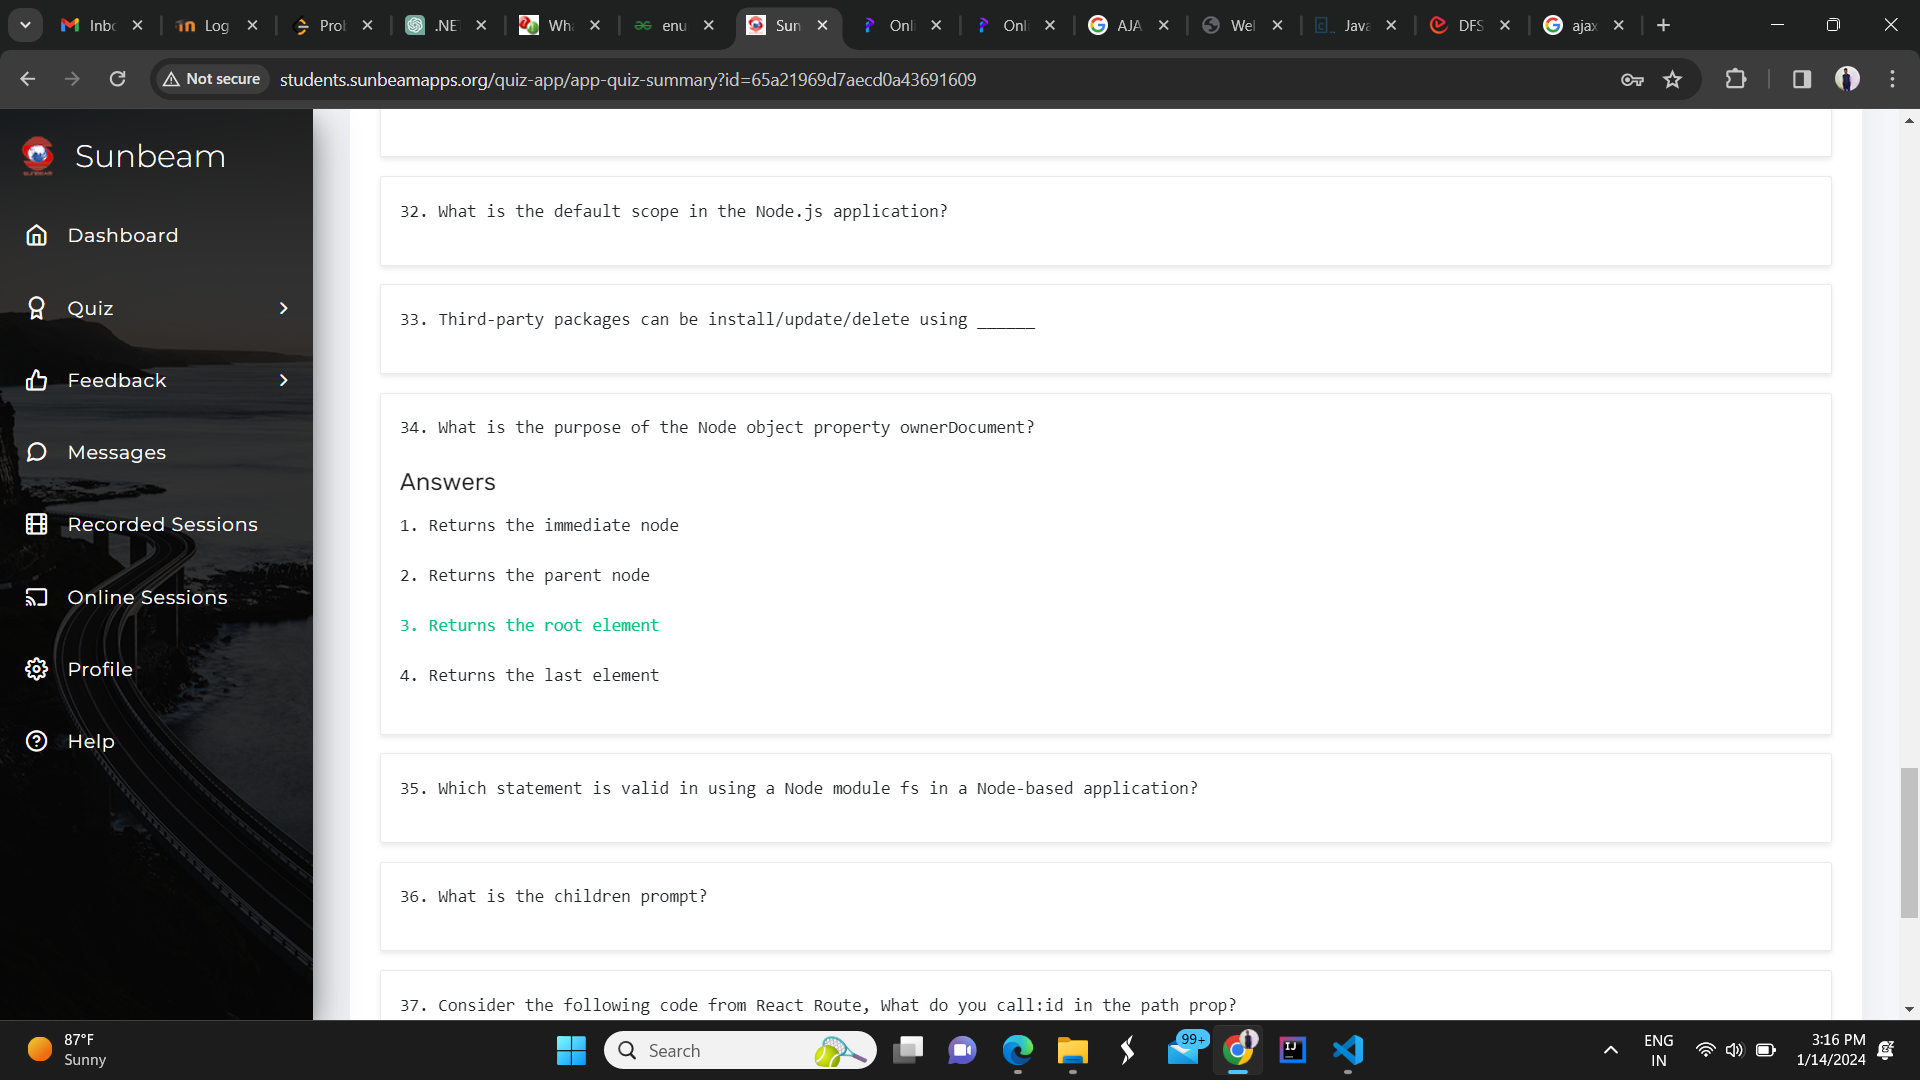 Inbo
Log
Prob
.NET
Wha
enu
Sun
Onli
Onli
AJA
Wel
Java
DFS
ajax
Not secure
students.sunbeamapps.org/quiz-app/app-quiz-summary?id=65a21969d7aecd0a43691609
Sunbeam
Dashboard
Quiz
Feedback
Messages
Recorded Sessions
Online Sessions
Profile
Help
32. What is the default scope in the Node.js application?
33. Third-party packages can be install/update/delete using ______
34. What is the purpose of the Node object property ownerDocument?
Answers
1. Returns the immediate node
2. Returns the parent node
3. Returns the root element
4. Returns the last element
35. Which statement is valid in using a Node module fs in a Node-based application?
36. What is the children prompt?
37. Consider the following code from React Route, What do you call:id in the path prop?
87°F
Sunny
Search
99+
ENG
IN
3:16 PM
1/14/2024